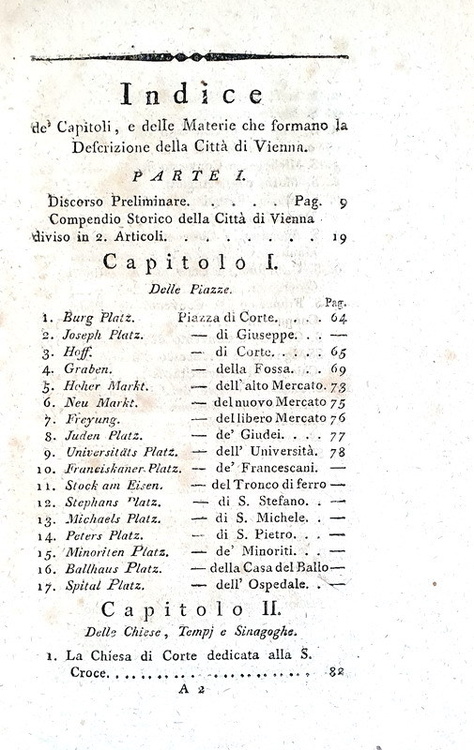 Indice
de' Capitoli, e delle Materie che formano la
Deſcrizione della Città di Vienna.
PARTE I.
Discorso Preliminare. . . . . Pag. 9
Compendio Storico della Città di Vienna
diviso in 2. Articoli. . . . . . . . 19
Capitolo I.
Delle Piazze.
Pag.
1. Burg Platz. Piazza di Corte. . . . 64
2. Joseph Platz. — di Giuseppe. . . —
3. Hoff. — di Corte. . . . . 65
4. Graben. — della Fossa. . . 69
5. Hoher Markt. — dell'alto Mercato. 73
6. Neu Markt. — del nuovo Mercato 75
7. Freyung. — del libero Mercato 76
8. Juden Platz. — de' Giudei. . . . 77
9. Universitäts Platz. — dell' Università. 78
10. Franciskaner-Platz. — de' Francescani. —
11. Stock am Eisen. — del Tronco di ferro —
12. Stephans Platz. — di S. Stefano. . —
13. Michaels Platz. — di S. Michele. . —
14. Peters Platz. — di S. Pietro. . . —
15. Minoriten Platz. — de' Minoriti. . . —
16. Ballhaus Platz. — della Casa del Ballo —
17. Spital Platz. — dell' Ospedale. . —
Capitolo II.
Delle Chiese, Tempj e Sinagoghe.
1. La Chiesa di Corte dedicata alla S.
Croce. . . . . . . . . . . . . . . . . . . . 82
A 2